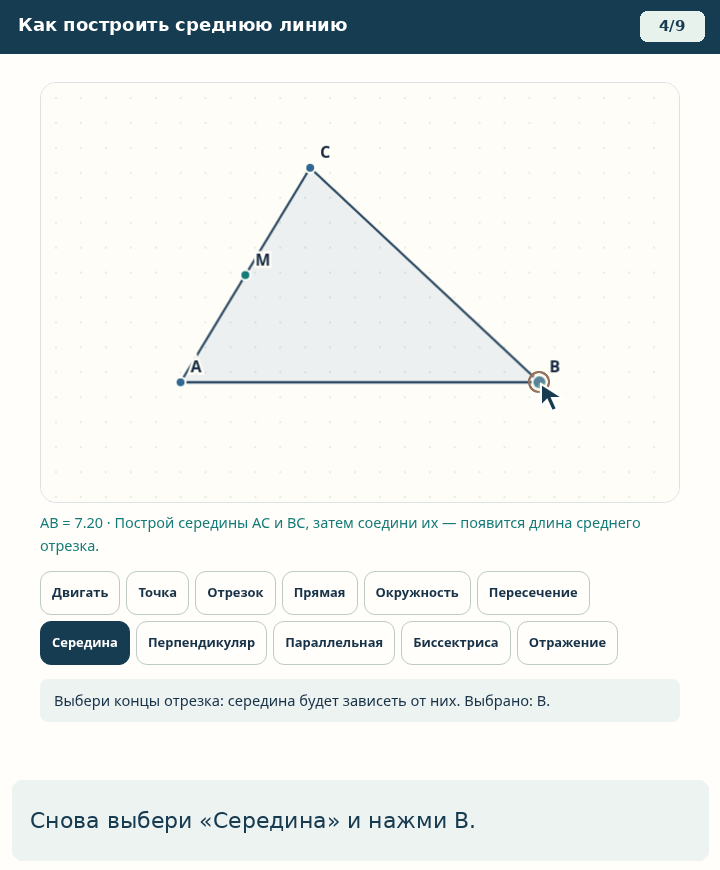 Как построить среднюю линию
4/9
C
M
A
B
AB = 7.20 · Построй середины AC и BC, затем соедини их — появится длина среднего
отрезка.
Двигать Точка Отрезок Прямая Окружность Пересечение
Середина Перпендикуляр Параллельная Биссектриса Отражение
Выбери концы отрезка: середина будет зависеть от них. Выбрано: B.
Снова выбери «Середина» и нажми B.